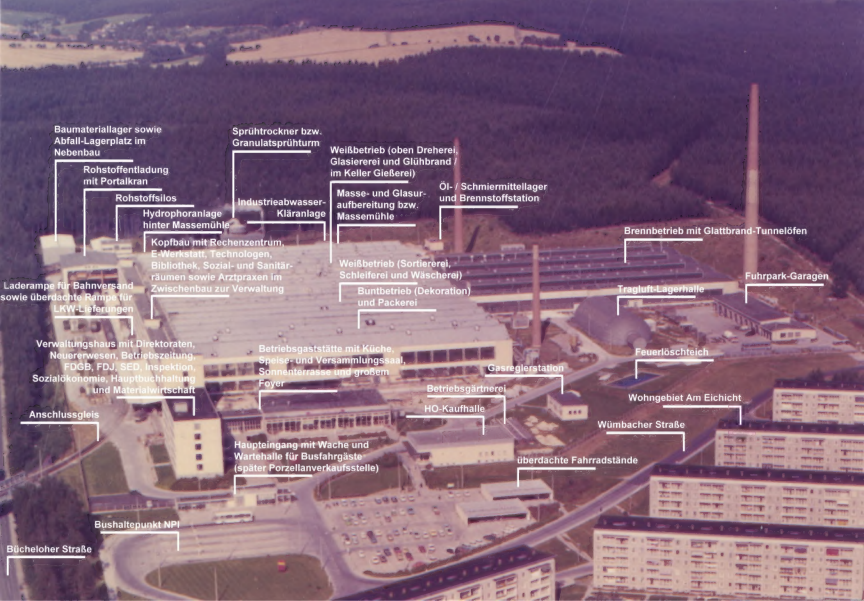 Baumateriallager sowie
Abfall-Lagerplatz im
Nebenbau
Rohstoffentladung
mit Portalkran
Rohstoffsilos
Hydrophoranlage
hinter Massemühle
Kopfbau mit Rechenzentrum,
E-Werkstatt, Technologen,
Bibliothek, Sozial- und Sanitär-
räumen sowie Arztpraxen im
Zwischenbau zur Verwaltung
Sprühtrockner bzw.
Granulatsprühturm
Industrieabwasser-
Kläranlage
Weißbetrieb (oben Dreherei,
Glasiererei und Glühbrand /
im Keller Gießerei)
Masse- und Glasur-
aufbereitung bzw.
Massemühle
Öl- / Schmiermittellager
und Brennstoffstation
Weißbetrieb (Sortiererei,
Schleiferei und Wäscherei)
Buntbetrieb (Dekoration)
und Packerei
Brennbetrieb mit Glattbrand-Tunnelöfen
Tragluft-Lagerhalle
Fuhrpark-Garagen
Laderampe für Bahnversand
sowie überdachte Rampe für
LKW-Lieferungen
Verwaltungshaus mit Direktoraten,
Neuererwesen, Betriebszeitung,
FDGB, FDJ, SED, Inspektion,
Sozialökonomie, Hauptbuchhaltung
und Materialwirtschaft
Betriebsgaststätte mit Küche,
Speise- und Versammlungssaal,
Sonnenterrasse und großem
Foyer
Gasreglerstation
Feuerlöschteich
Betriebsgärtnerei
HO-Kaufhalle
Wohngebiet Am Eichicht
Wümbacher Straße
Anschlussgleis
Haupteingang mit Wache und
Wartehalle für Busfahrgäste
(später Porzellanverkaufsstelle)
überdachte Fahrradstände
Bushaltepunkt NPI
Bücheloher Straße